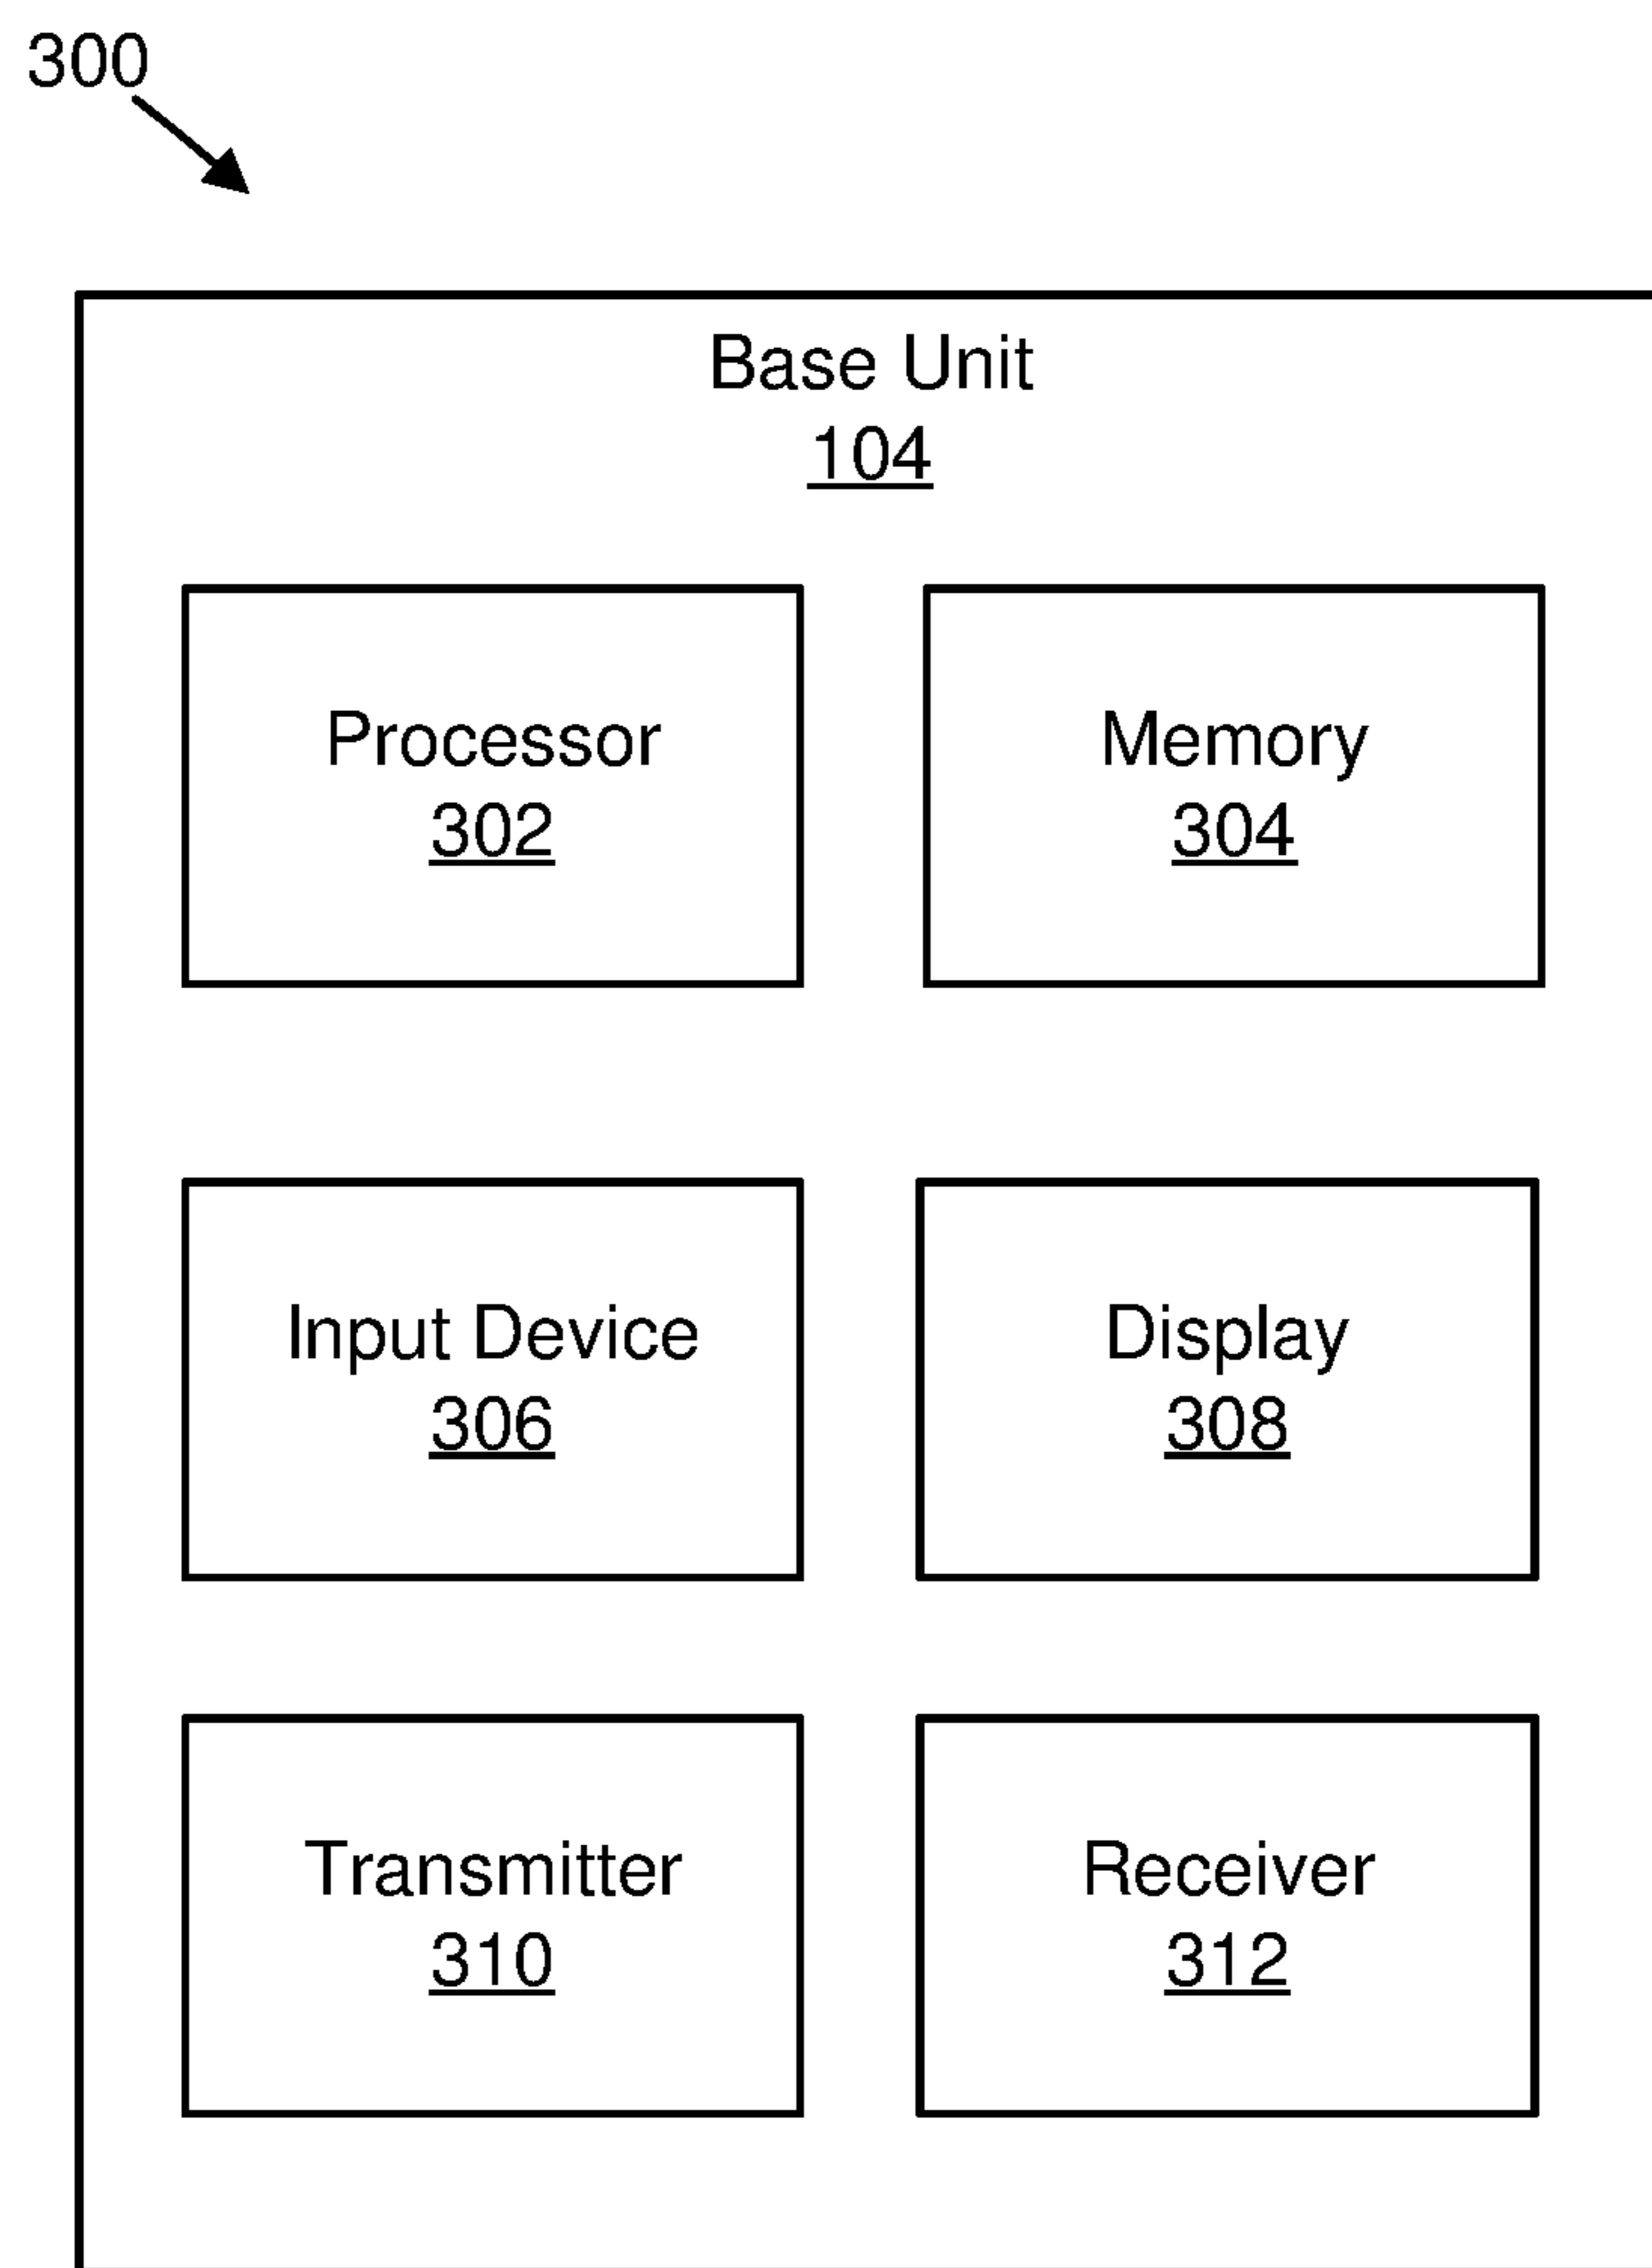 300
Base Unit
104
Processor
302
Memory
304
Input Device
306
Display
308
Transmitter
310
Receiver
312